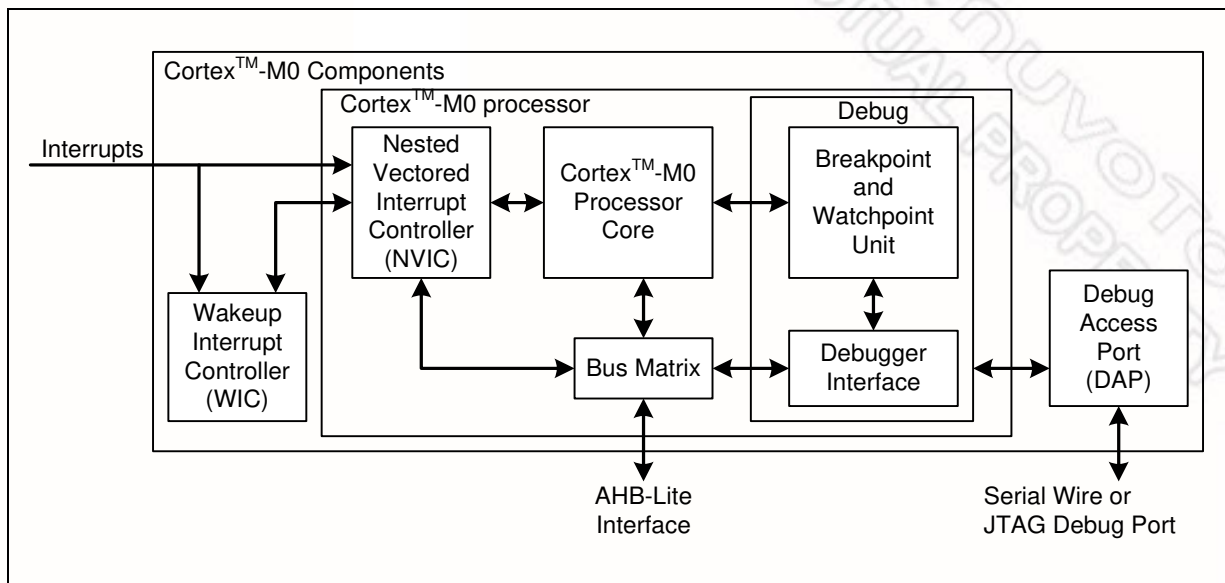 Cortex™-M0 Components
Cortex™-M0 processor
Debug
Interrupts
Nested
Vectored
Interrupt
Controller
(NVIC)
Cortex™-M0
Processor
Core
Breakpoint
and
Watchpoint
Unit
Wakeup
Interrupt
Controller
(WIC)
Bus Matrix
Debugger
Interface
Debug
Access
Port
(DAP)
AHB-Lite
Interface
Serial Wire or
JTAG Debug Port